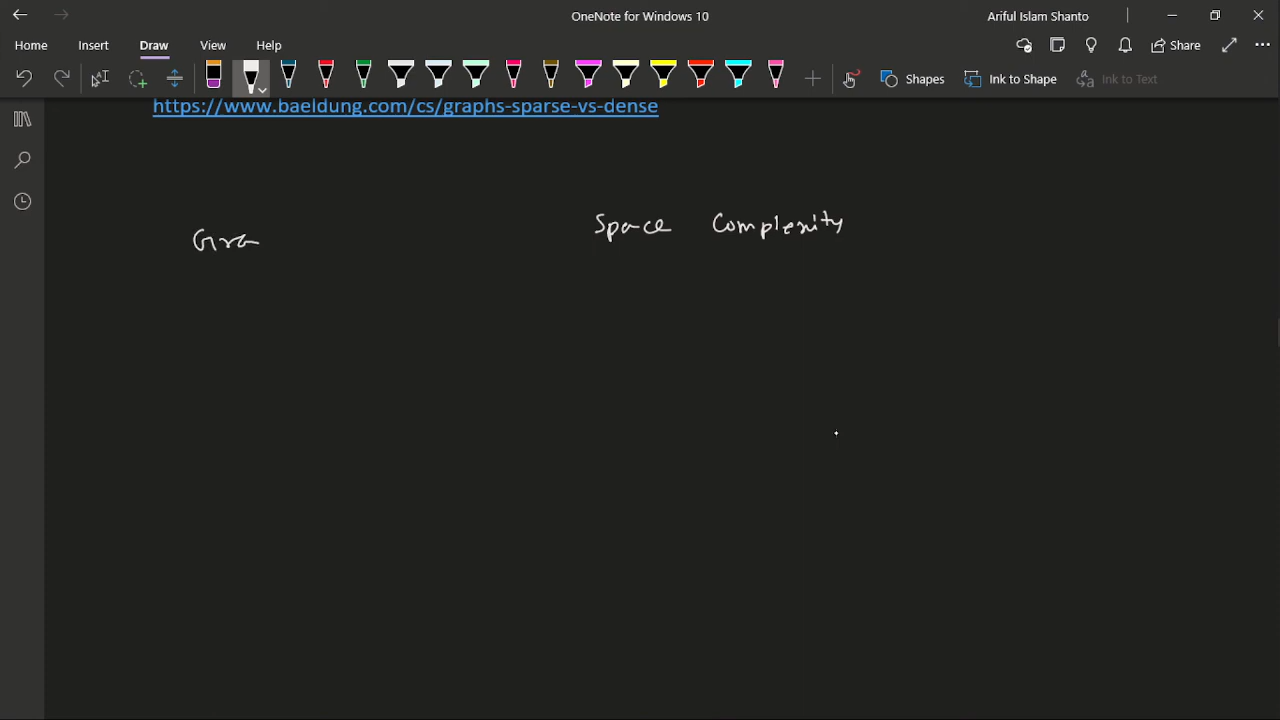 OneNote for Windows 10
Ariful Islam Shanto
Home Insert Draw View Help
Share
Shapes Ink to Shape Ink to Text
https://www.baeldung.com/cs/graphs-sparse-vs-dense
Space Complexity
Gra